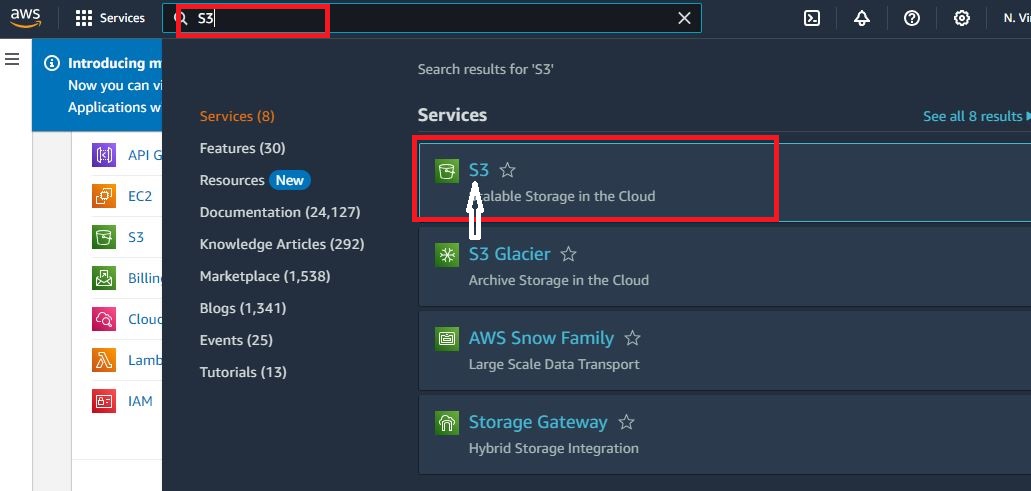 aws
Services
S3
N. Vi
Introducing m
Now you can vi
Applications w
API G
EC2
S3
Billin
Cloud
Lamb
IAM
Services (8)
Features (30)
Resources New
Documentation (24,127)
Knowledge Articles (292)
Marketplace (1,538)
Blogs (1,341)
Events (25)
Tutorials (13)
Search results for 'S3'
Services
See all 8 results
S3
calable Storage in the Cloud
S3 Glacier
Archive Storage in the Cloud
AWS Snow Family
Large Scale Data Transport
Storage Gateway
Hybrid Storage Integration